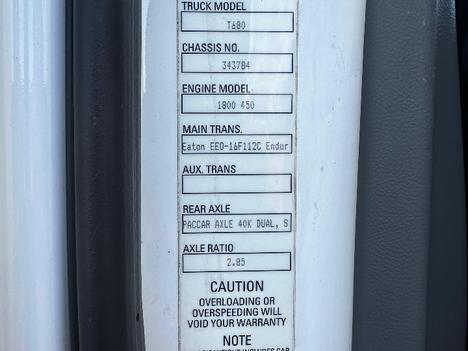 TRUCK MODEL
T680
CHASSIS NO.
343784
ENGINE MODEL
1800 450
MAIN TRANS.
Eaton EEO-16F112C Endur
AUX. TRANS
REAR AXLE
PACCAR AXLE 40K DUAL, S
AXLE RATIO
2.85
CAUTION
OVERLOADING OR
OVERSPEEDING WILL
VOID YOUR WARRANTY
NOTE